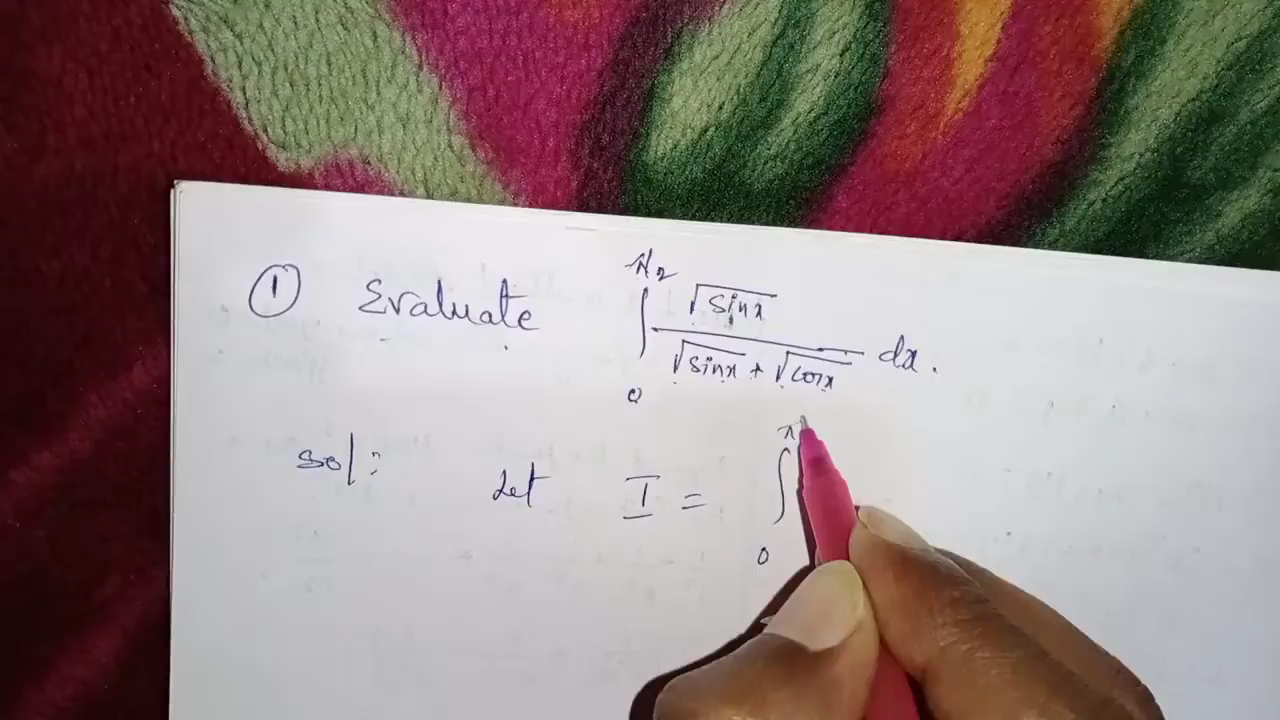 ① Evaluate ∫₀^{π/2} √sinx / (√sinx + √cosx) dx.
Sol: Let I = ∫₀^π